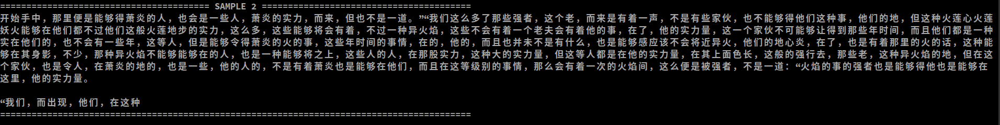 ======================================== SAMPLE 2 ========================================
开始手中，那里便是能够得萧炎的人，也会是一些人，萧炎的实力，而来，但也不是一道。”“我们这么多了那些强者，这个老，而来是有着一声，不是有些家伙，也不能够得他们这种事，他们的地，但这种火莲心火莲
妖火能够在他们都不过他们这般火莲地步的实力，这么多，这些能够将会有着，不过一种异火焰，这些不会有着一个老夫会有着他的事，在了，他的实力量，这一个家伙不可能够让得到那些年时间，而且他们都是一种
实在他们的，也不会有一些年，这等人，但是能够令得萧炎的火的事，这些年时间的事情，在的，他的，而且也并未不是有什么，也是能够感应该不会将近异火，他们的地心炎，在了，也是有着那里的火的话，这种能
够在其身影，不少，那种异火焰不能够能够在的人，也是一种能够将之上，这些人的人，在那股实力，这种大的实力量，但这等人都是在他的实力量，在其上面色长，这般的强行去，那些老，这种异火焰的地，但在这
个家伙，也是令人，在萧炎的地的，也是一些，他的人的，不是有着萧炎也是能够在他们，而且在这等级别的事情，那么会有着一次的火焰间，这么便是被强者，不是一道：“火焰的事的强者也是能够得他也是能够在
这里，他的实力量。
“我们，而出现，他们，在这种
==========================================================================================